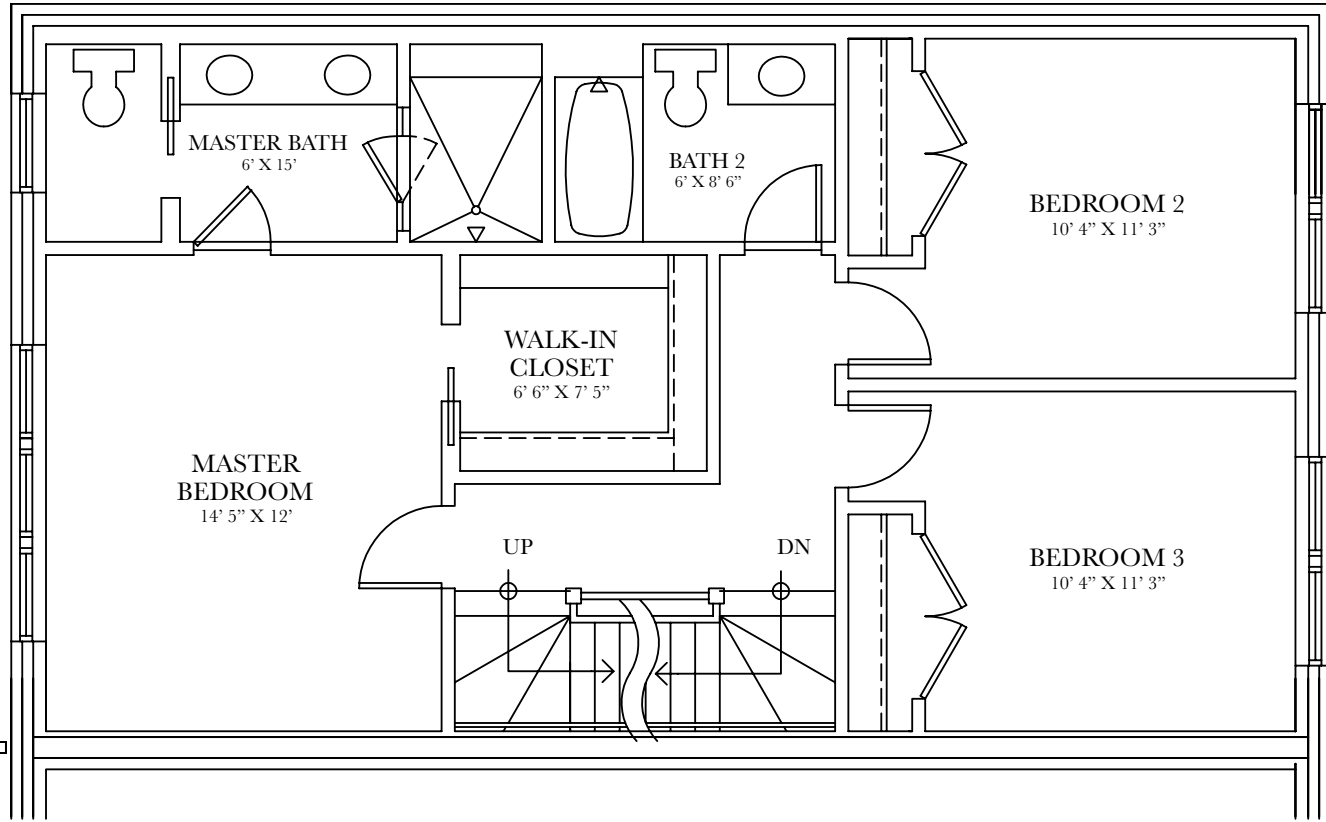 MASTER BATH
6’ X 15’
BATH 2
6’ X 8’ 6”
BEDROOM 2
10’ 4” X 11’ 3”
WALK-IN
CLOSET
6’ 6” X 7’ 5”
MASTER
BEDROOM
14’ 5” X 12’
UP
DN
BEDROOM 3
10’ 4” X 11’ 3”